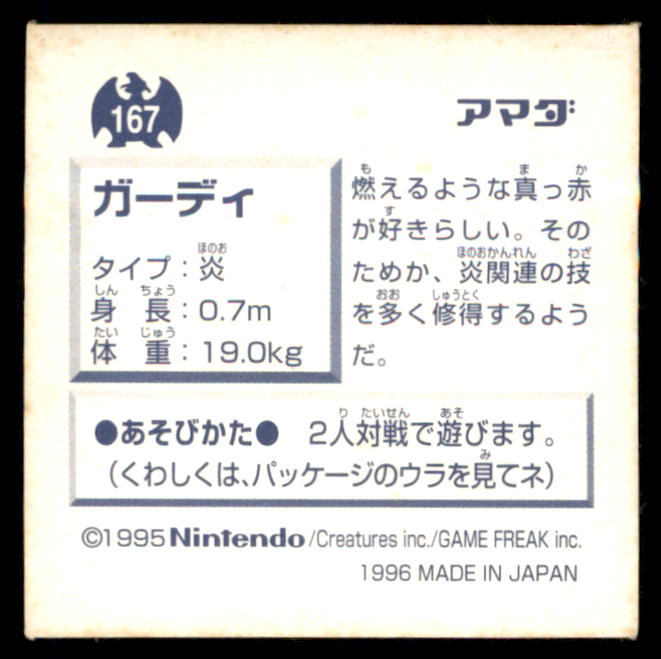 167
アマダ
ガーディ
タイプ：炎
身長：0.7m
体重：19.0kg
燃えるような真っ赤
が好きらしい。その
ためか、炎関連の技
を多く修得するよう
だ。
●あそびかた● 2人対戦で遊びます。
（くわしくは、パッケージのウラを見てネ）
©1995 Nintendo/Creatures inc./GAME FREAK inc.
1996 MADE IN JAPAN